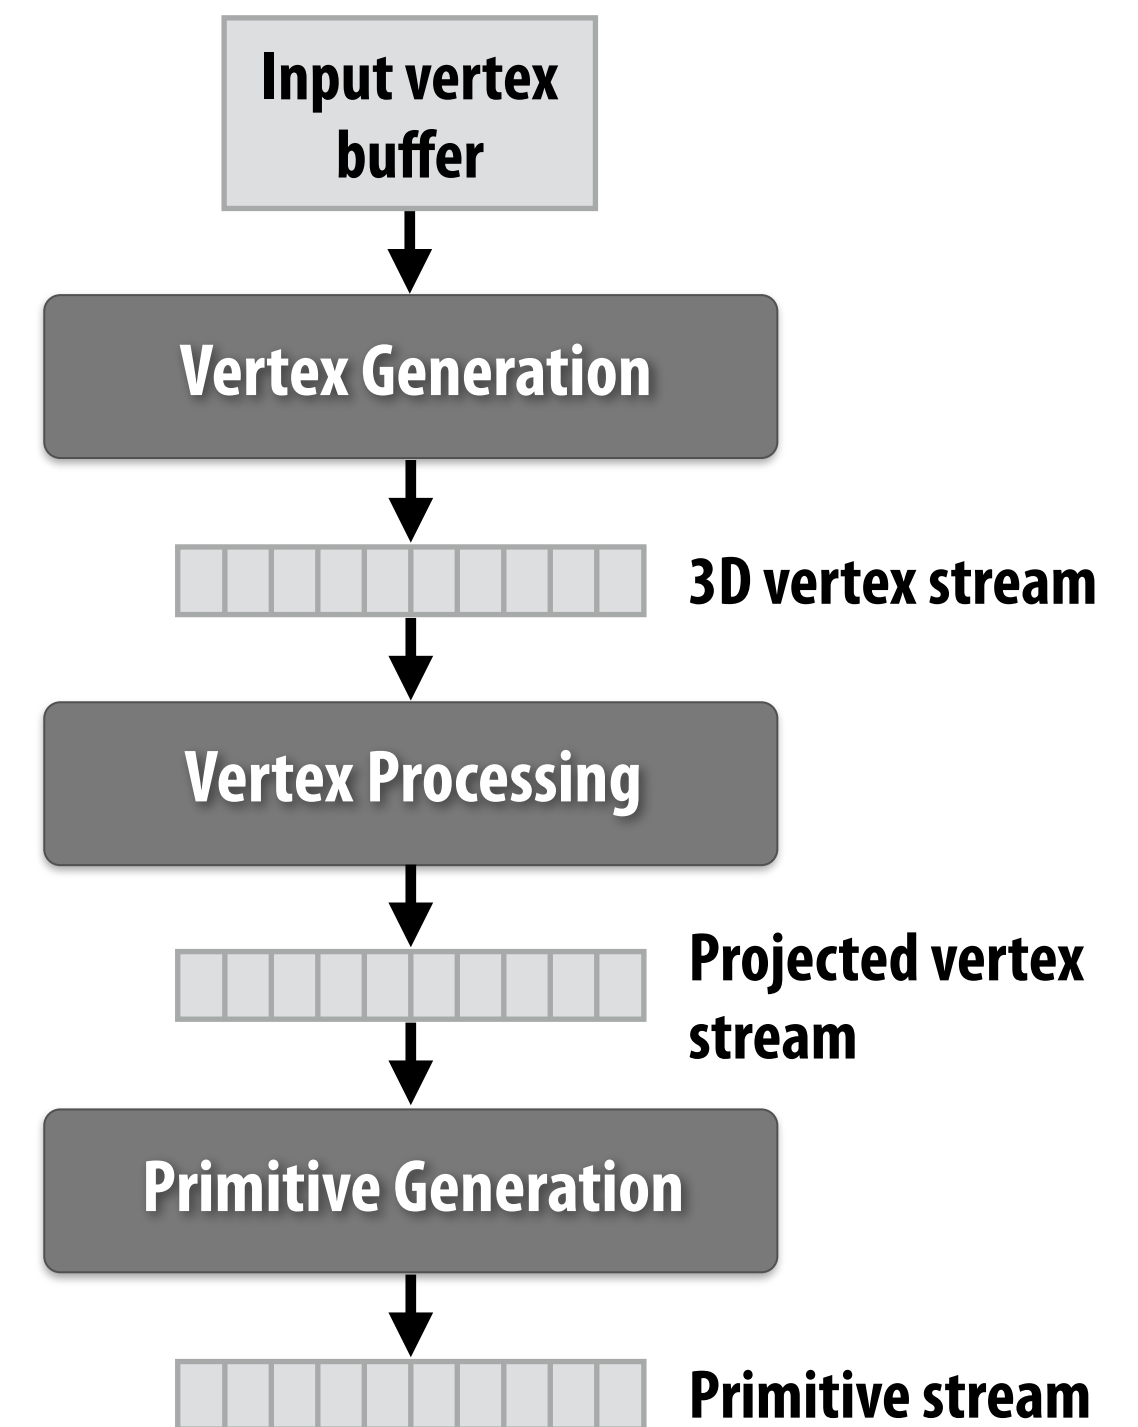 Input vertex
buffer
Vertex Generation
3D vertex stream
Vertex Processing
Projected vertex
stream
Primitive Generation
Primitive stream